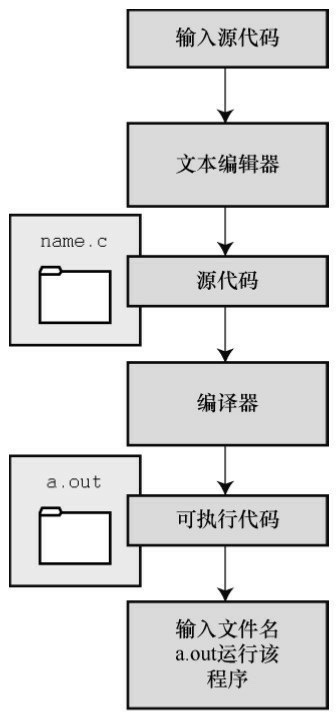 输入源代码
文本编辑器
name.c
源代码
编译器
a.out
可执行代码
输入文件名
a.out运行该
程序